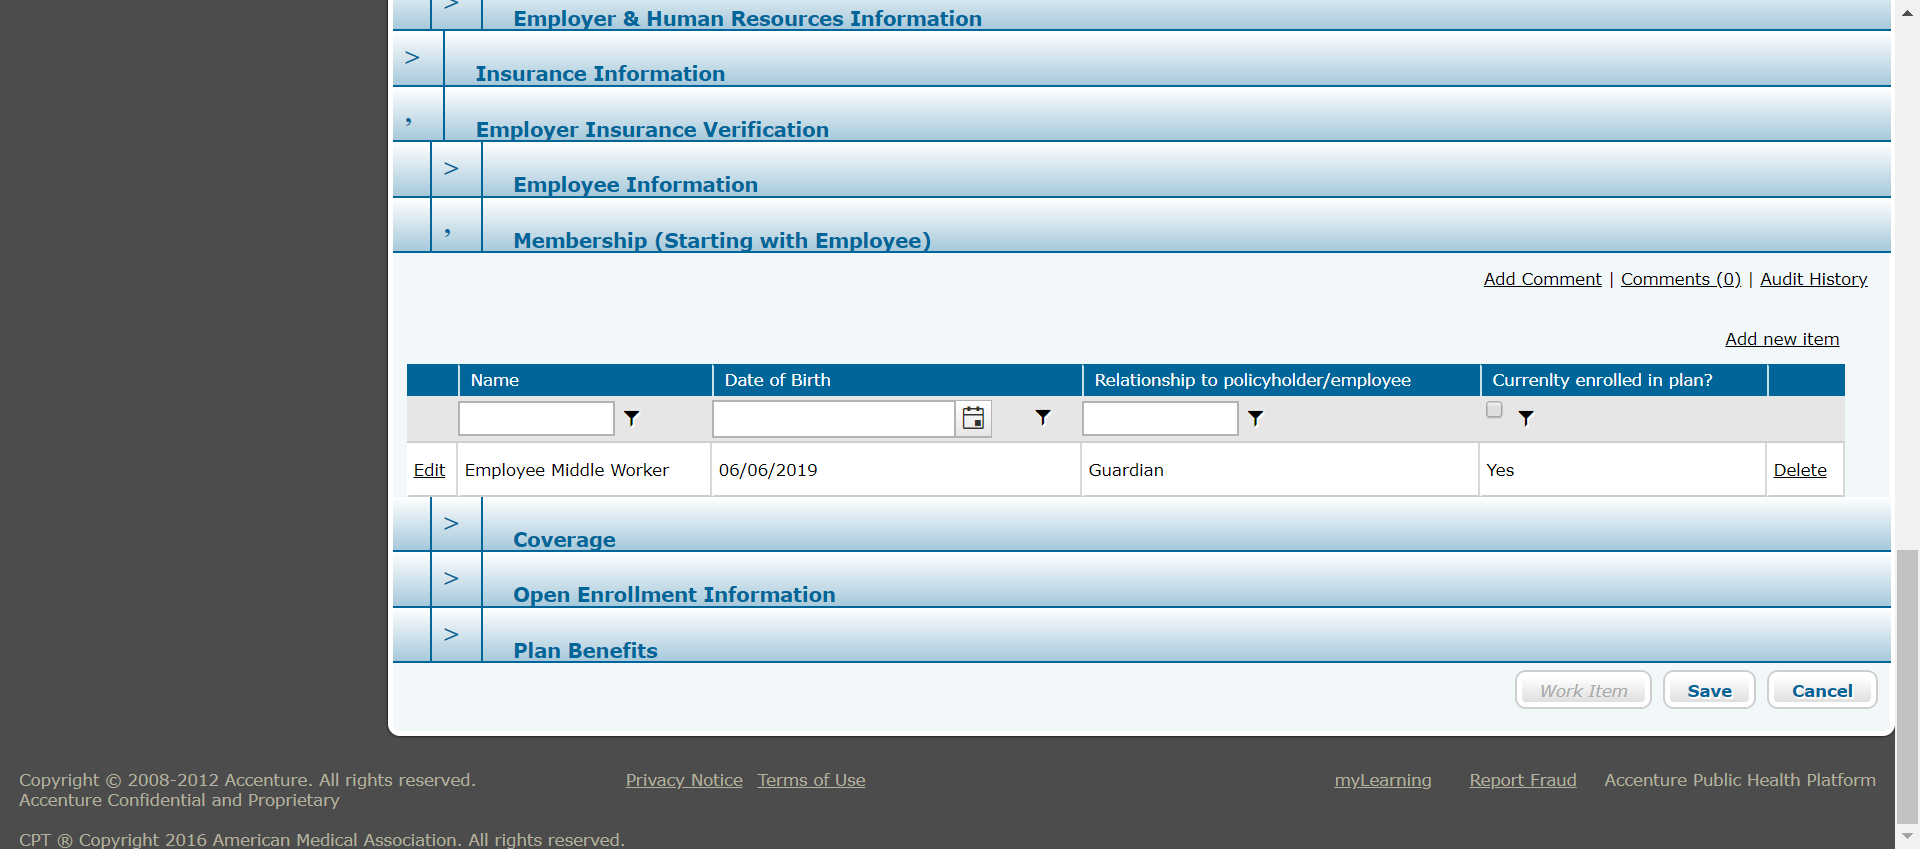 > Employer & Human Resources Information
> Insurance Information
, Employer Insurance Verification
> Employee Information
, Membership (Starting with Employee)
Add Comment | Comments (0) | Audit History
Add new item
Name Date of Birth Relationship to policyholder/employee Currenlty enrolled in plan?
Edit Employee Middle Worker 06/06/2019 Guardian Yes Delete
> Coverage
> Open Enrollment Information
> Plan Benefits
Work Item Save Cancel
Copyright © 2008-2012 Accenture. All rights reserved. Privacy Notice Terms of Use myLearning Report Fraud Accenture Public Health Platform
Accenture Confidential and Proprietary
CPT ® Copyright 2016 American Medical Association. All rights reserved.